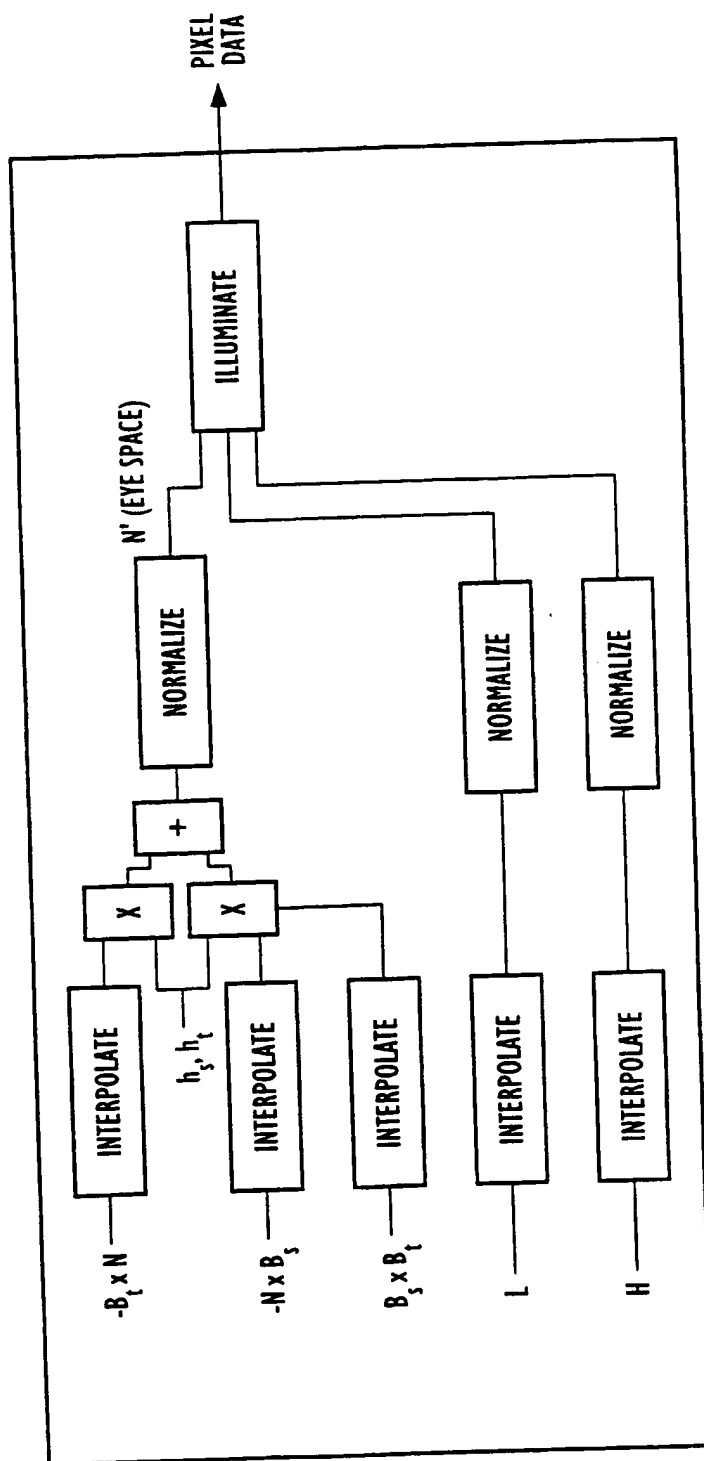 PIXEL
DATA
ILLUMINATE
N' (EYE SPACE)
NORMALIZE
NORMALIZE
NORMALIZE
+
X
X
h_s, h_t
INTERPOLATE
INTERPOLATE
INTERPOLATE
INTERPOLATE
INTERPOLATE
-B_t x N
-N x B_s
B_s x B_t
L
H